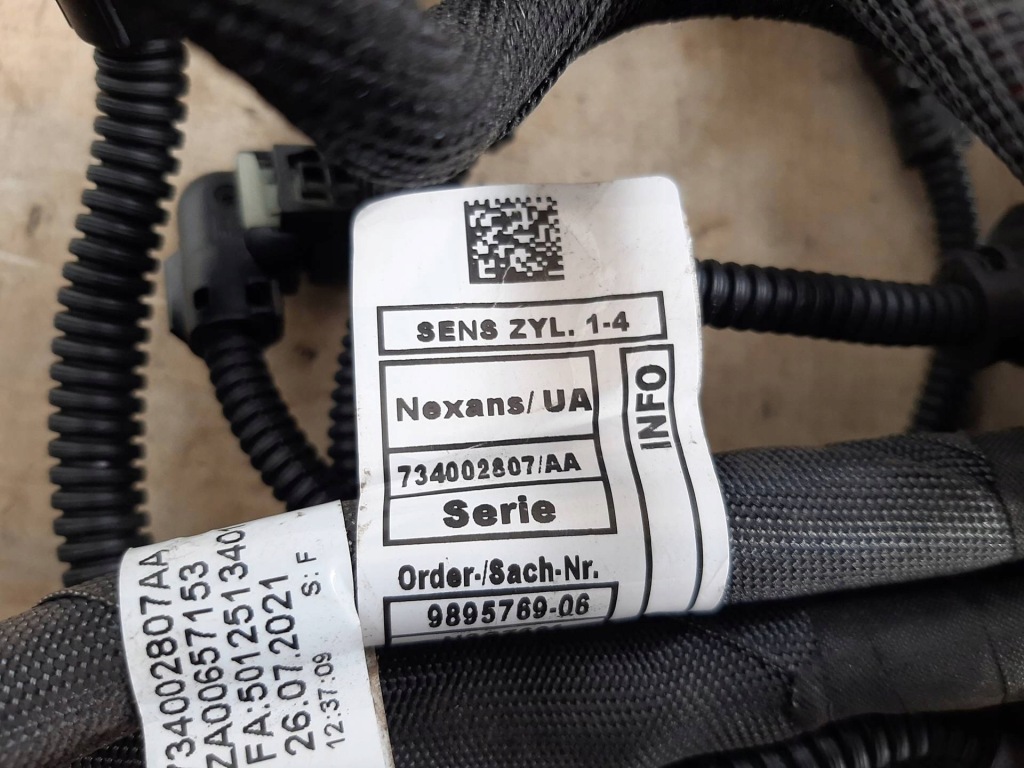 SENS ZYL. 1-4
Nexans/ UA
734002807/AA
Serie
INFO
Order-/Sach-Nr.
9895769-06
734002807AA
ZA00657153
FA:5012513401
26.07.2021
12:37:09 S: F